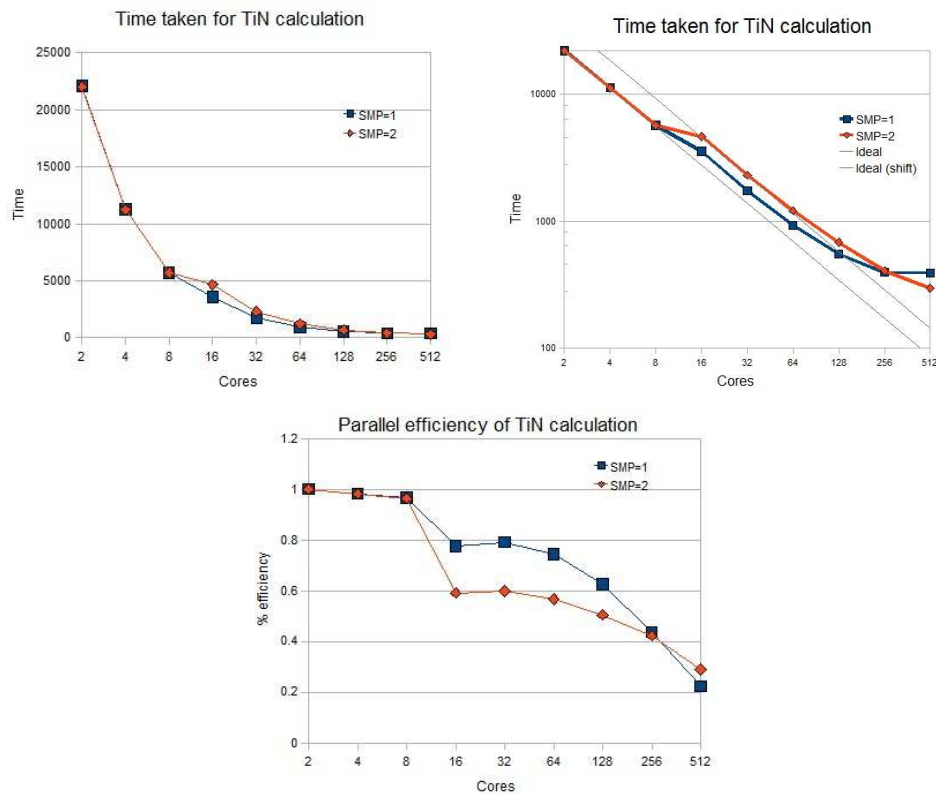 Time taken for TiN calculation
25000
20000
15000
10000
5000
0
Time
2 4 8 16 32 64 128 256 512
Cores
SMP=1
SMP=2
Time taken for TiN calculation
10000
1000
100
Time
2 4 8 16 32 64 128 256 512
Cores
SMP=1
SMP=2
Ideal
Ideal (shift)
Parallel efficiency of TiN calculation
1.2
1
0.8
0.6
0.4
0.2
0
% efficiency
2 4 8 16 32 64 128 256 512
Cores
SMP=1
SMP=2